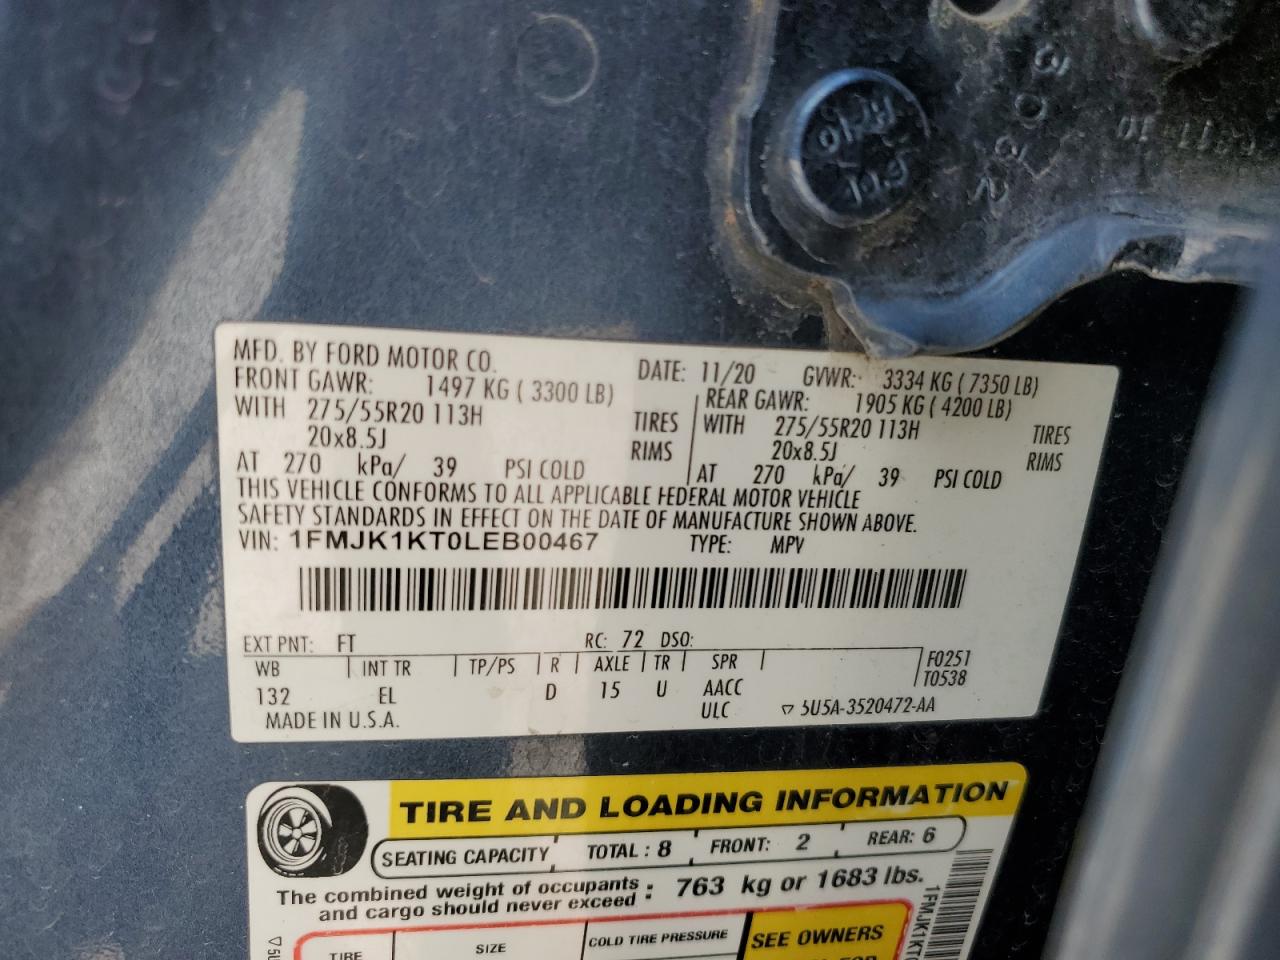 3032
MFD. BY FORD MOTOR CO.
DATE: 11/20 GVWR: 3334 KG ( 7350 LB)
FRONT GAWR: 1497 KG ( 3300 LB)
REAR GAWR: 1905 KG ( 4200 LB)
WITH 275/55R20 113H TIRES
WITH 275/55R20 113H TIRES
20x8.5J RIMS
20x8.5J RIMS
AT 270 kPa/ 39 PSI COLD
AT 270 kPa/ 39 PSI COLD
THIS VEHICLE CONFORMS TO ALL APPLICABLE FEDERAL MOTOR VEHICLE
SAFETY STANDARDS IN EFFECT ON THE DATE OF MANUFACTURE SHOWN ABOVE.
VIN: 1FMJK1KT0LEB00467 TYPE: MPV
EXT PNT: FT RC: 72 DSO:
WB INT TR TP/PS R AXLE TR SPR F0251
T0538
132 EL D 15 U AACC
ULC ▽ 5U5A-3520472-AA
MADE IN U.S.A.
TIRE AND LOADING INFORMATION
SEATING CAPACITY TOTAL : 8 FRONT: 2 REAR: 6
The combined weight of occupants
and cargo should never exceed : 763 kg or 1683 lbs.
TIRE SIZE COLD TIRE PRESSURE
SEE OWNERS
1FMJK1KT0
▽ 5U